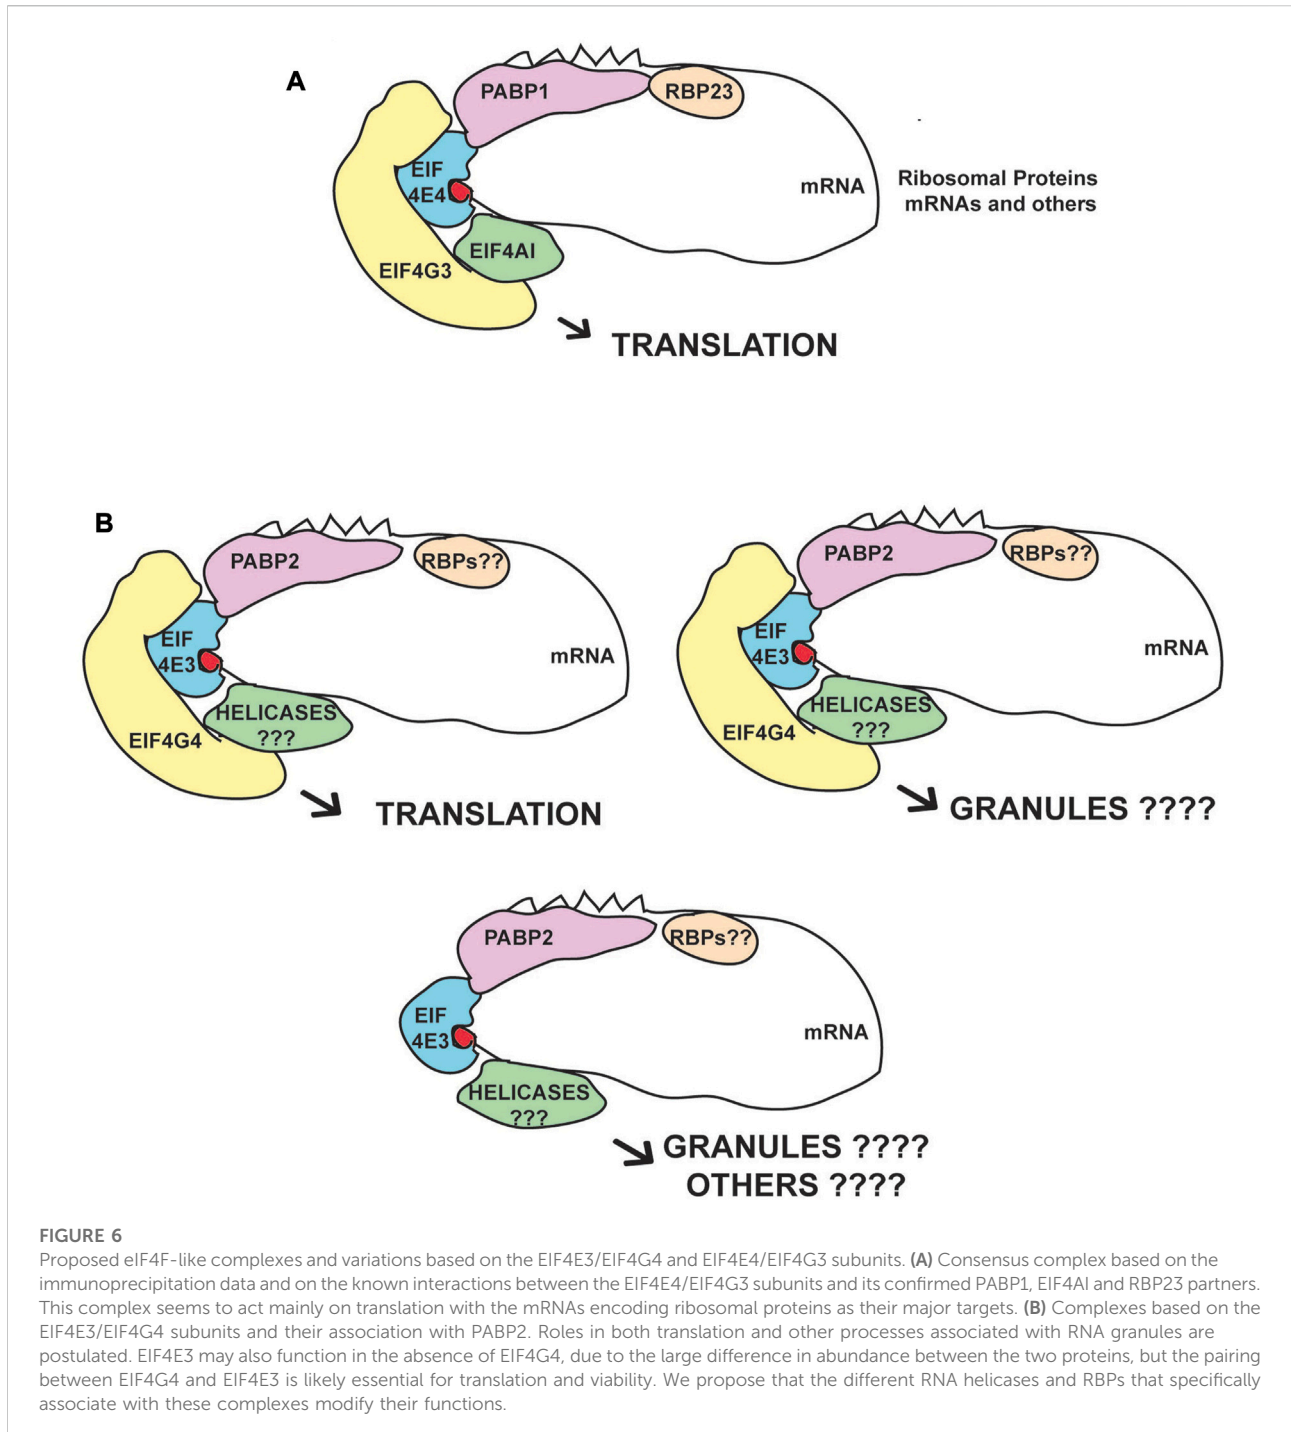 A
PABP1
RBP23
EIF
4E4
mRNA
Ribosomal Proteins
mRNAs and others
EIF4AI
EIF4G3
TRANSLATION
B
PABP2
RBPs??
EIF
4E3
mRNA
HELICASES
???
EIF4G4
TRANSLATION
PABP2
RBPs??
EIF
4E3
mRNA
HELICASES
???
EIF4G4
GRANULES ????
PABP2
RBPs??
EIF
4E3
mRNA
HELICASES
???
GRANULES ????
OTHERS ????
FIGURE 6
Proposed eIF4F-like complexes and variations based on the EIF4E3/EIF4G4 and EIF4E4/EIF4G3 subunits. (A) Consensus complex based on the
immunoprecipitation data and on the known interactions between the EIF4E4/EIF4G3 subunits and its confirmed PABP1, EIF4AI and RBP23 partners.
This complex seems to act mainly on translation with the mRNAs encoding ribosomal proteins as their major targets. (B) Complexes based on the
EIF4E3/EIF4G4 subunits and their association with PABP2. Roles in both translation and other processes associated with RNA granules are
postulated. EIF4E3 may also function in the absence of EIF4G4, due to the large difference in abundance between the two proteins, but the pairing
between EIF4G4 and EIF4E3 is likely essential for translation and viability. We propose that the different RNA helicases and RBPs that specifically
associate with these complexes modify their functions.